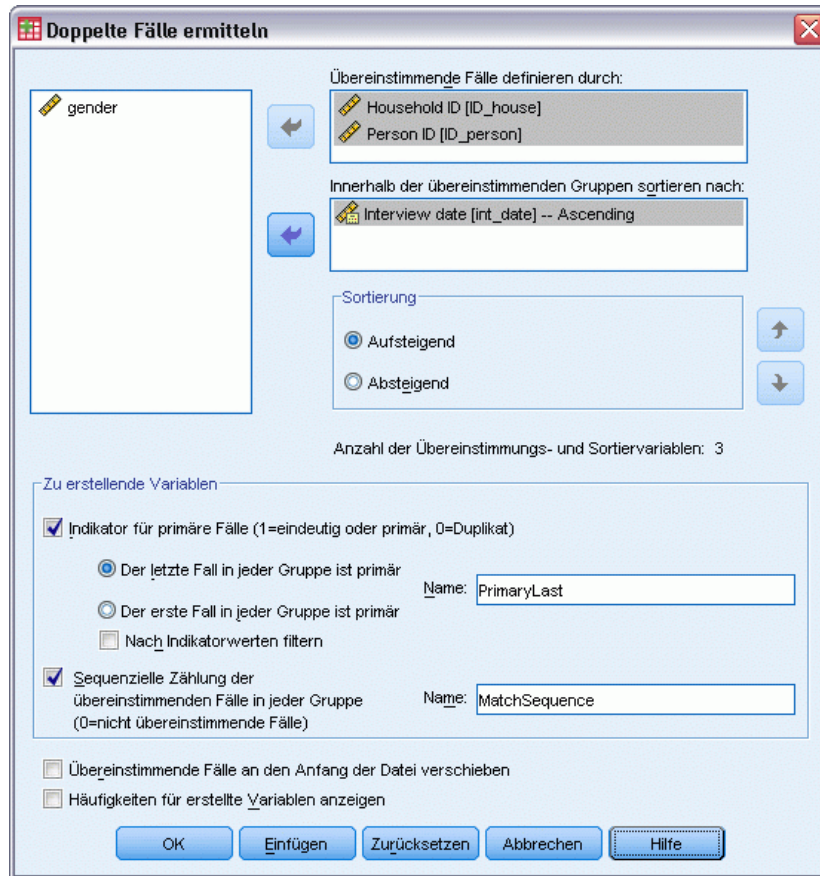 Doppelte Fälle ermitteln
gender
Übereinstimmende Fälle definieren durch:
Household ID [ID_house]
Person ID [ID_person]
Innerhalb der übereinstimmenden Gruppen sortieren nach:
Interview date [int_date] -- Ascending
Sortierung
Aufsteigend
Absteigend
Anzahl der Übereinstimmungs- und Sortiervariablen: 3
Zu erstellende Variablen
Indikator für primäre Fälle (1=eindeutig oder primär, 0=Duplikat)
Der letzte Fall in jeder Gruppe ist primär
Der erste Fall in jeder Gruppe ist primär
Name: PrimaryLast
Nach Indikatorwerten filtern
Sequenzielle Zählung der
übereinstimmenden Fälle in jeder Gruppe
(0=nicht übereinstimmende Fälle)
Name: MatchSequence
Übereinstimmende Fälle an den Anfang der Datei verschieben
Häufigkeiten für erstellte Variablen anzeigen
OK Einfügen Zurücksetzen Abbrechen Hilfe